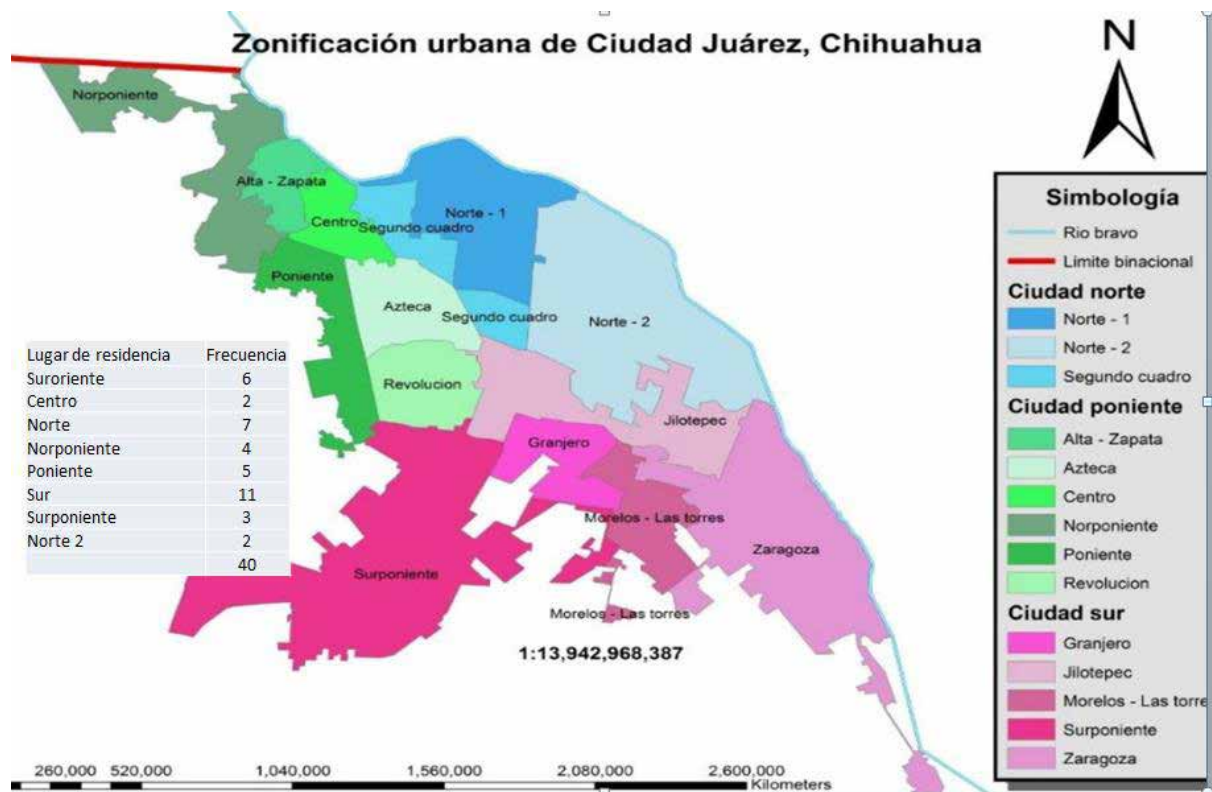 Zonificación urbana de Ciudad Juárez, Chihuahua
N
Norponiente
Alta - Zapata
Centro
Segundo cuadro
Norte - 1
Poniente
Azteca
Segundo cuadro
Norte - 2
Revolucion
Jilotepec
Granjero
Morelos - Las torres
Zaragoza
Surponiente
Morelos - Las torres
1:13,942,968,387
Lugar de residencia Frecuencia
Suroriente 6
Centro 2
Norte 7
Norponiente 4
Poniente 5
Sur 11
Surponiente 3
Norte 2 2
40
Simbología
Rio bravo
Limite binacional
Ciudad norte
Norte - 1
Norte - 2
Segundo cuadro
Ciudad poniente
Alta - Zapata
Azteca
Centro
Norponiente
Poniente
Revolucion
Ciudad sur
Granjero
Jilotepec
Morelos - Las torre
Surponiente
Zaragoza
260,000 520,000 1,040,000 1,560,000 2,080,000 2,600,000
Kilometers